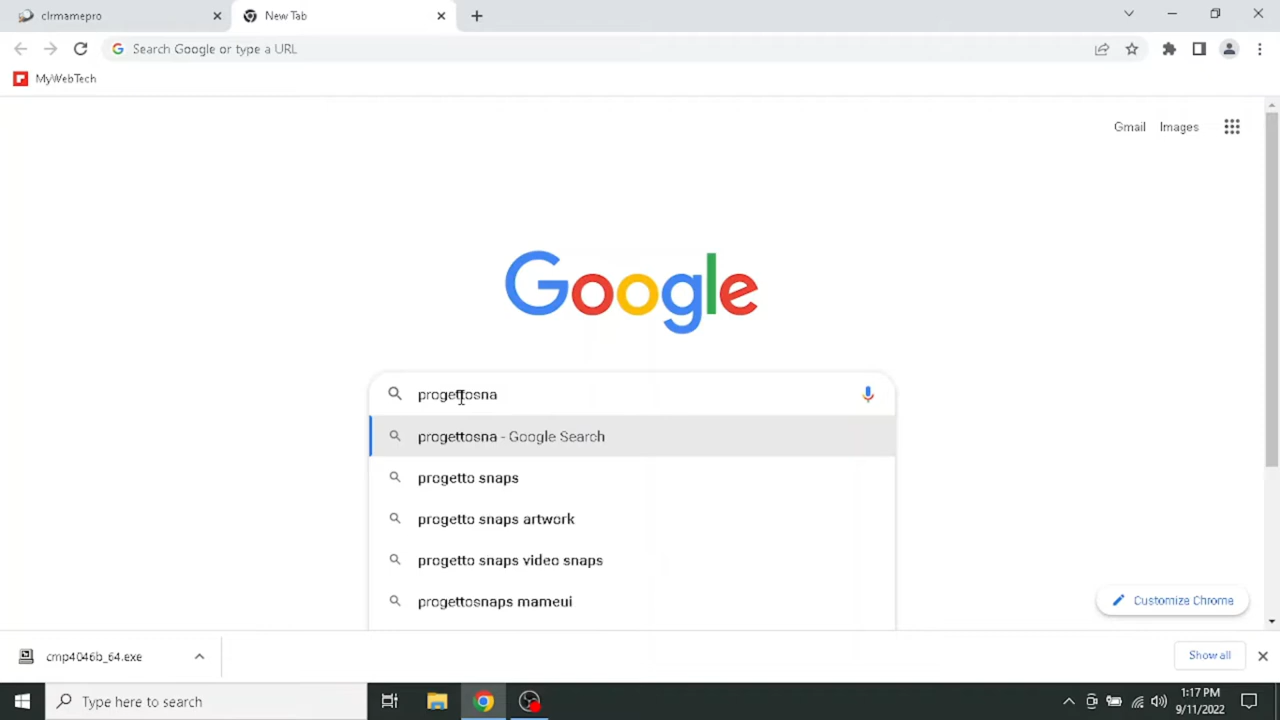 clrmamepro
New Tab
Search Google or type a URL
MyWebTech
Gmail Images
Google
progettosna
progettosna - Google Search
progetto snaps
progetto snaps artwork
progetto snaps video snaps
progettosnaps mameui
Customize Chrome
cmp4046b_64.exe
Show all
Type here to search
1:17 PM
9/11/2022